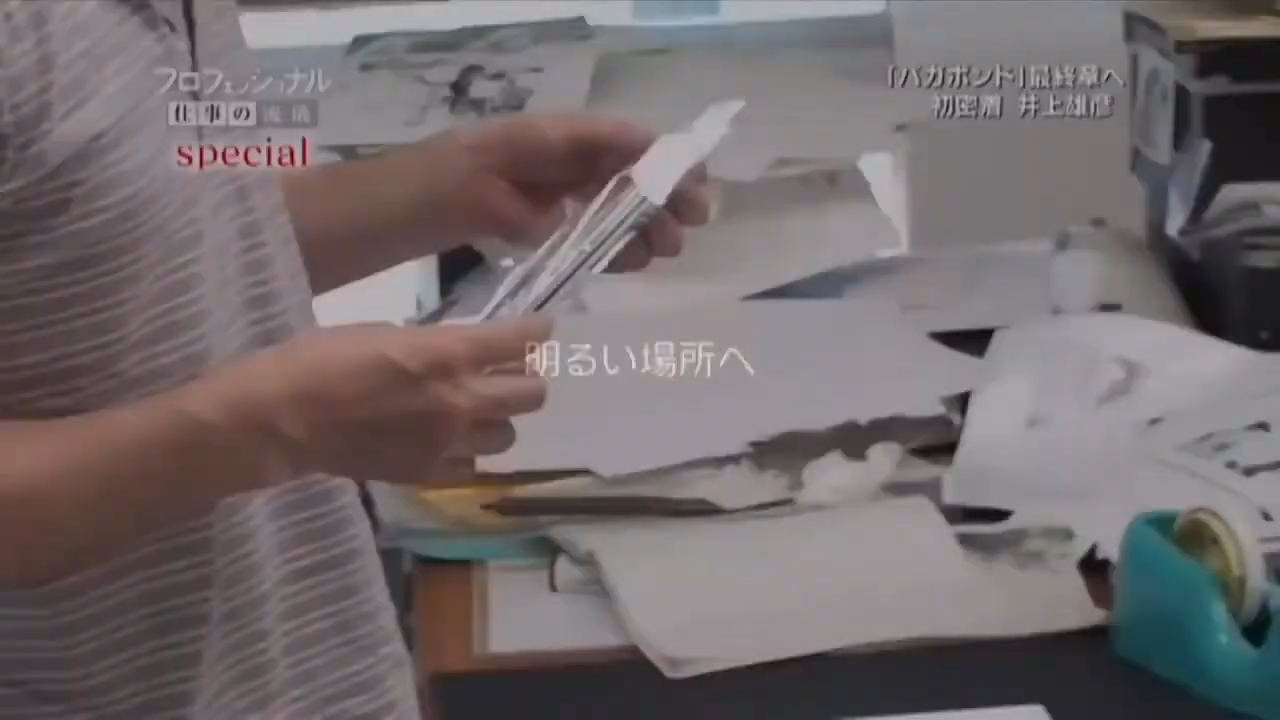 プロフェッショナル
仕事の流儀
special
「バガボンド」最終章へ
初密着 井上雄彦
明るい場所へ